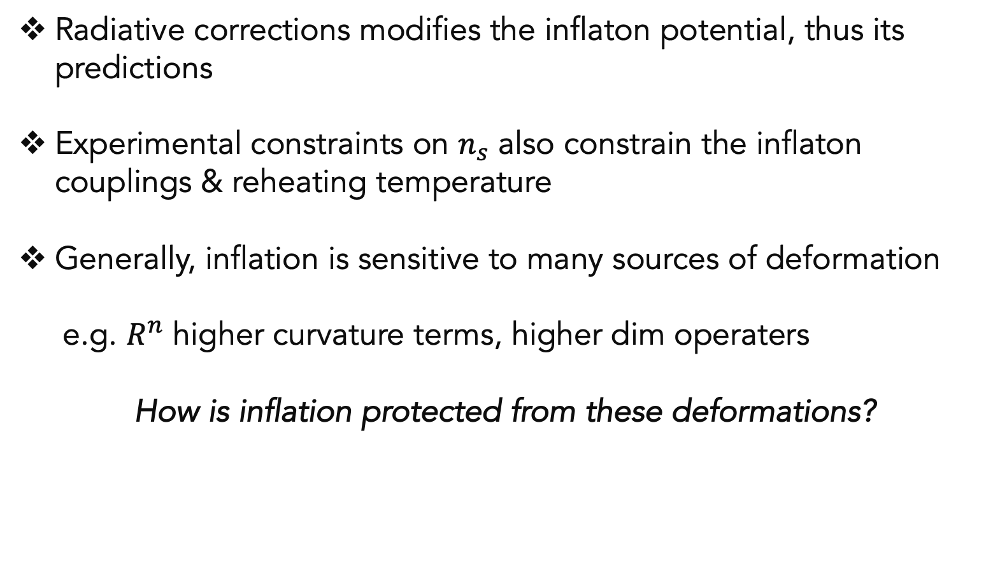 ❖ Radiative corrections modifies the inflaton potential, thus its
predictions
❖ Experimental constraints on $n_s$ also constrain the inflaton
couplings & reheating temperature
❖ Generally, inflation is sensitive to many sources of deformation
e.g. $R^n$ higher curvature terms, higher dim operaters
How is inflation protected from these deformations?